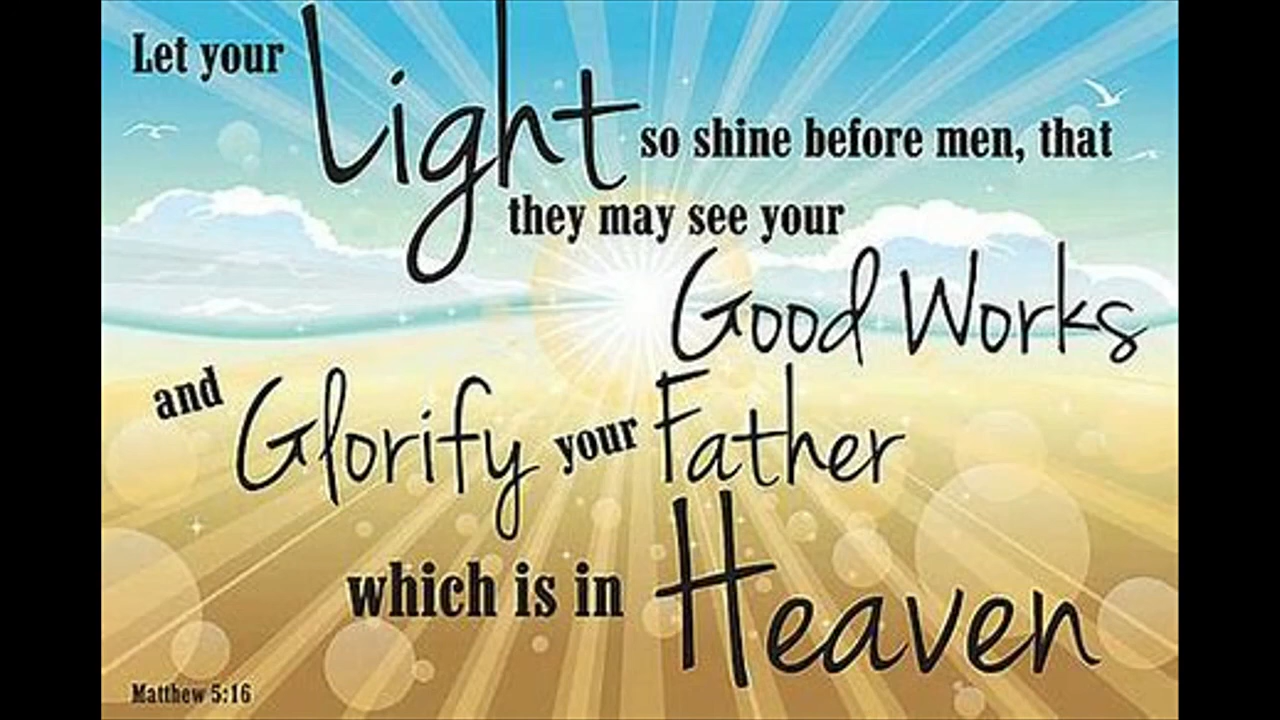 Let your Light so shine before men, that
they may see your
Good Works
and Glorify your Father
which is in Heaven
Matthew 5:16